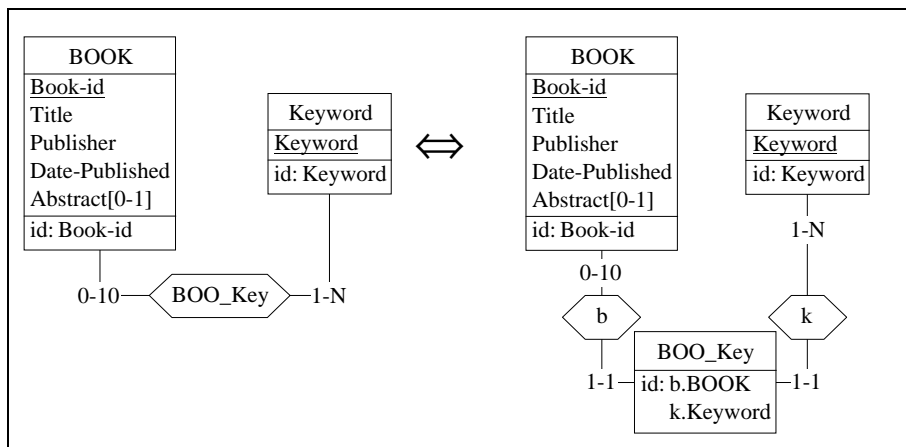 BOOK
Book-id
Title
Publisher
Date-Published
Abstract[0-1]
id: Book-id
Keyword
Keyword
id: Keyword
0-10
BOO_Key
1-N
⇔
BOOK
Book-id
Title
Publisher
Date-Published
Abstract[0-1]
id: Book-id
Keyword
Keyword
id: Keyword
0-10
1-N
b
k
1-1
BOO_Key
id: b.BOOK
k.Keyword
1-1